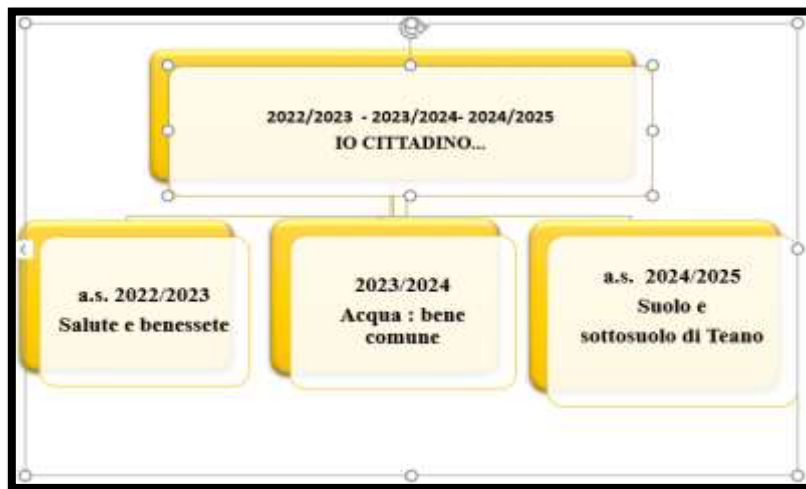 2022/2023 - 2023/2024- 2024/2025
IO CITTADINO...
a.s. 2022/2023
Salute e benessete
2023/2024
Acqua : bene
comune
a.s. 2024/2025
Suolo e
sottosuolo di Teano